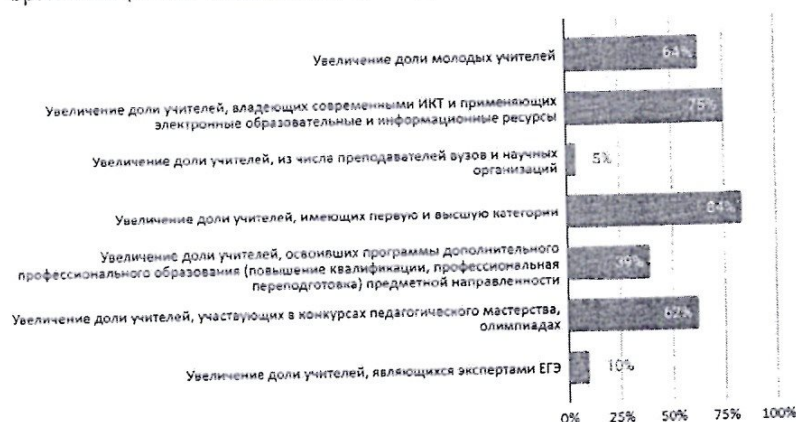 Увеличение доли молодых учителей
64%
Увеличение доли учителей, владеющих современными ИКТ и применяющих
электронные образовательные и информационные ресурсы
75%
Увеличение доли учителей, из числа преподавателей вузов и научных
организаций
5%
Увеличение доли учителей, имеющих первую и высшую категории
84%
Увеличение доли учителей, освоивших программы дополнительного
профессионального образования (повышение квалификации, профессиональная
переподготовка) предметной направленности
39%
Увеличение доли учителей, участвующих в конкурсах педагогического мастерства,
олимпиадах
62%
Увеличение доли учителей, являющихся экспертами ЕГЭ
10%
0% 25% 50% 75% 100%